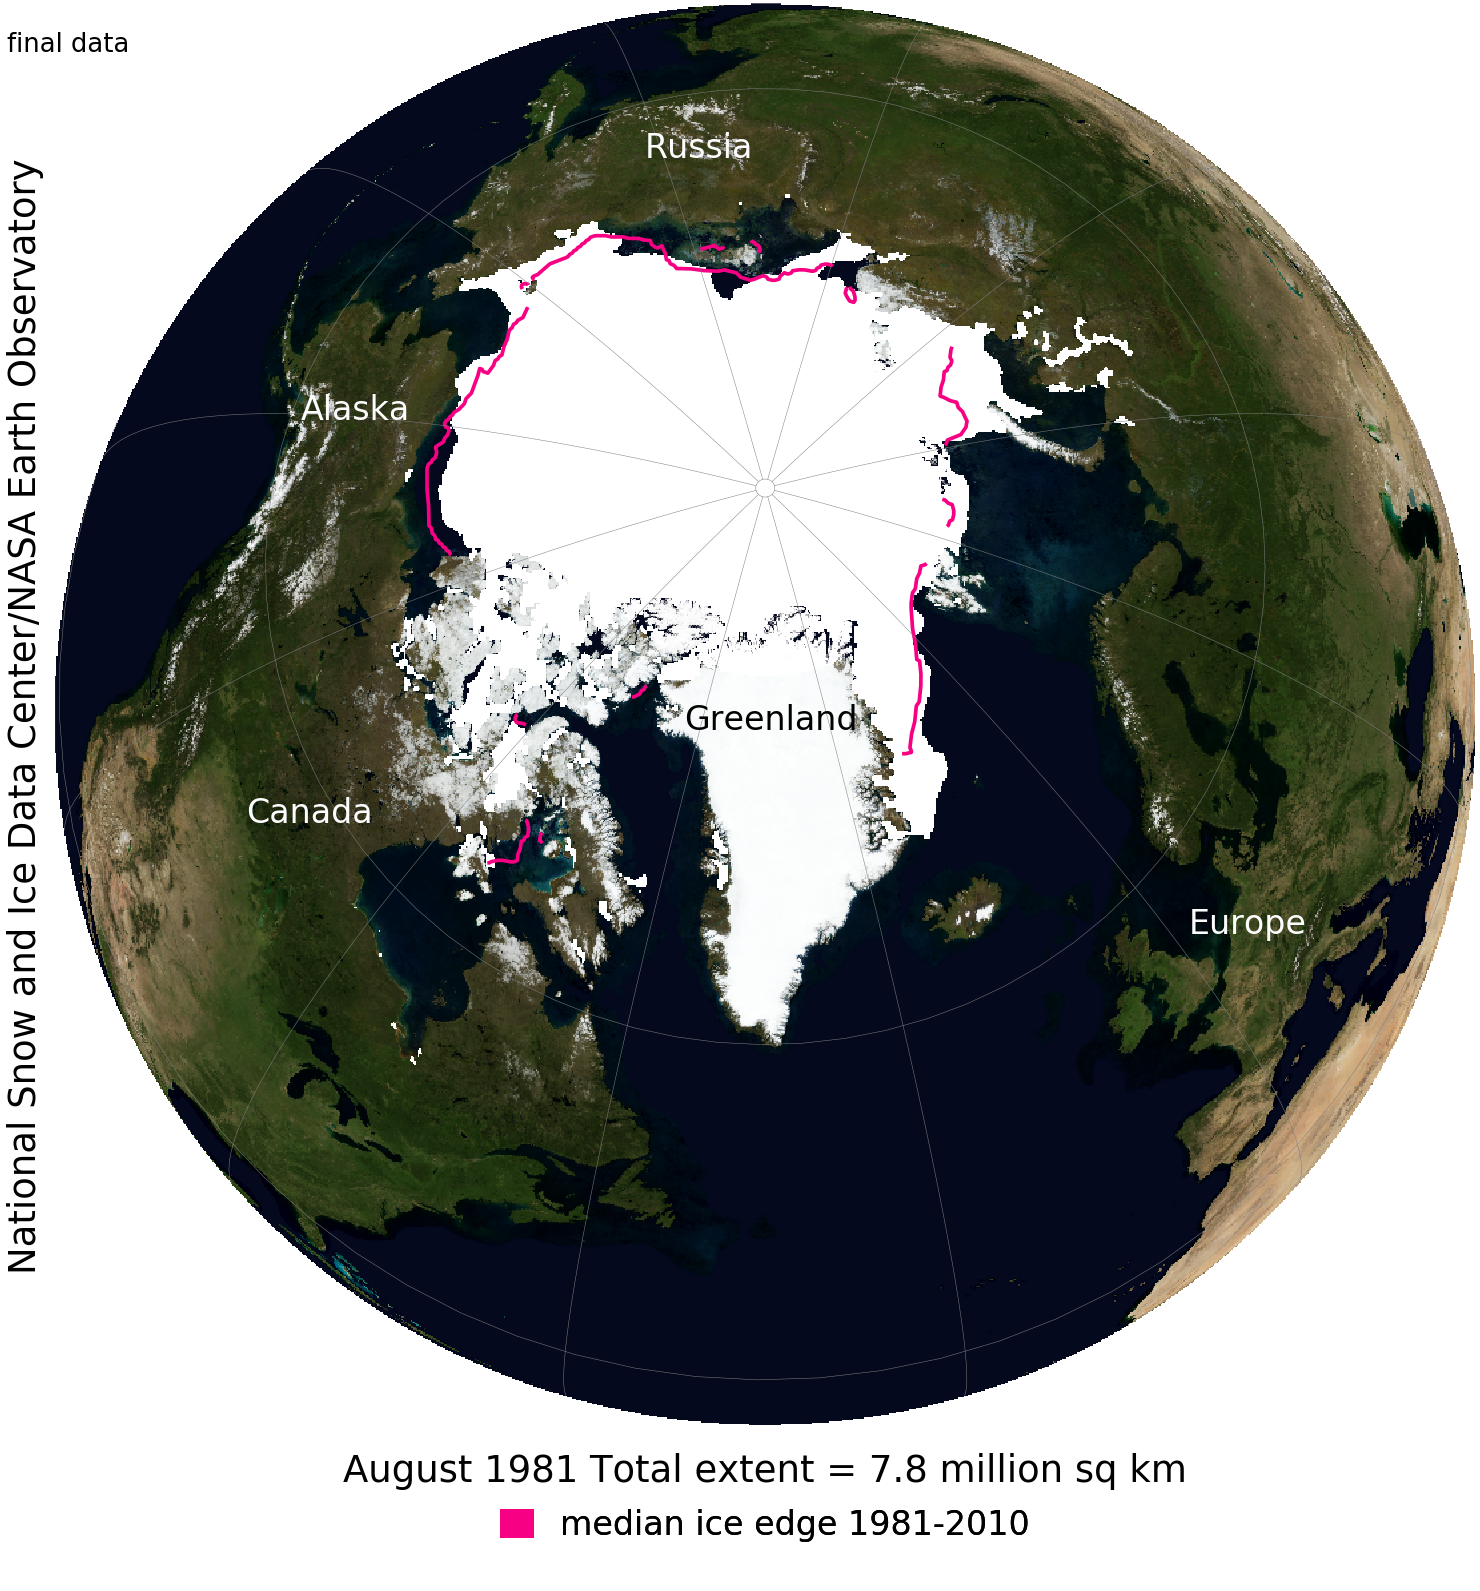 final data
National Snow and Ice Data Center/NASA Earth Observatory
Russia
Alaska
Greenland
Canada
Europe
August 1981 Total extent = 7.8 million sq km
median ice edge 1981-2010